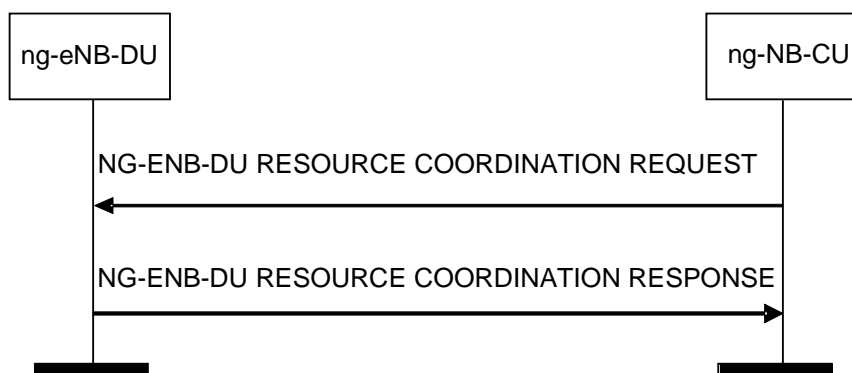 ng-eNB-DU
ng-NB-CU
NG-ENB-DU RESOURCE COORDINATION REQUEST
NG-ENB-DU RESOURCE COORDINATION RESPONSE